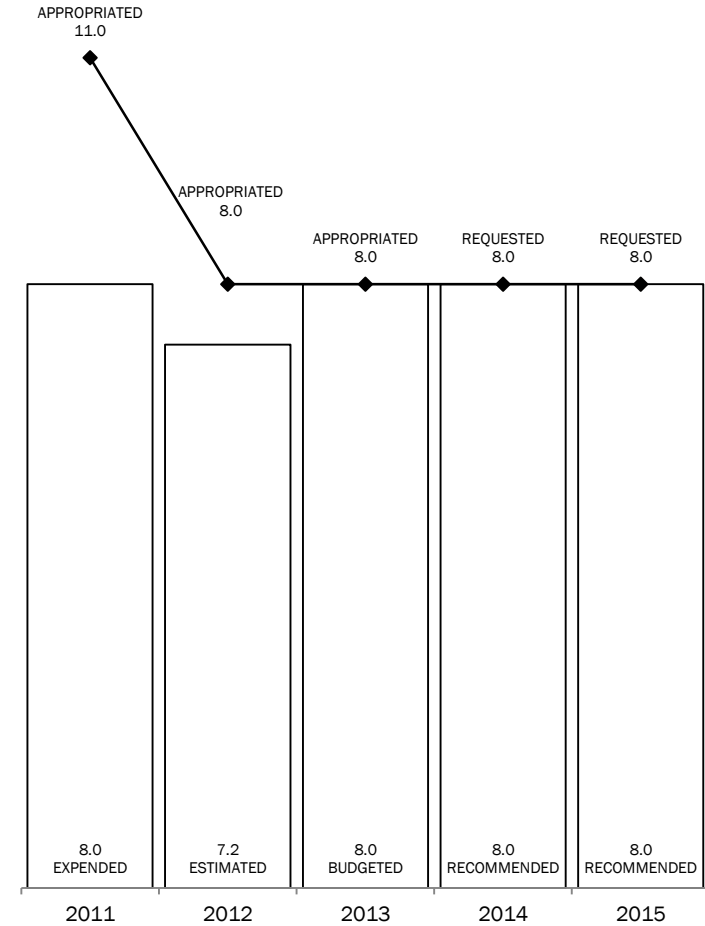 APPROPRIATED
11.0
APPROPRIATED
8.0
APPROPRIATED
8.0
REQUESTED
8.0
REQUESTED
8.0
8.0
EXPENDED
7.2
ESTIMATED
8.0
BUDGETED
8.0
RECOMMENDED
8.0
RECOMMENDED
2011
2012
2013
2014
2015